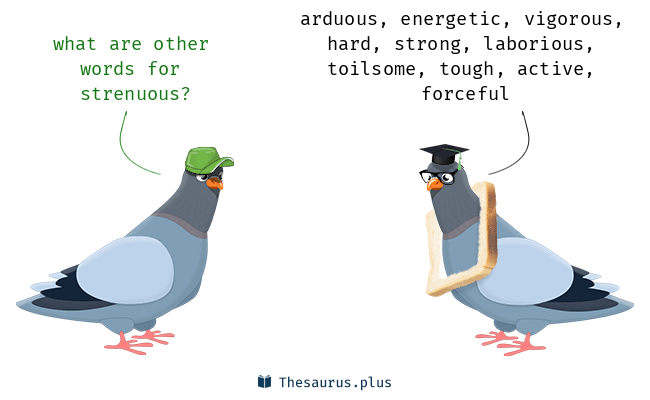 what are other
words for
strenuous?
arduous, energetic, vigorous,
hard, strong, laborious,
toilsome, tough, active,
forceful
Thesaurus.plus